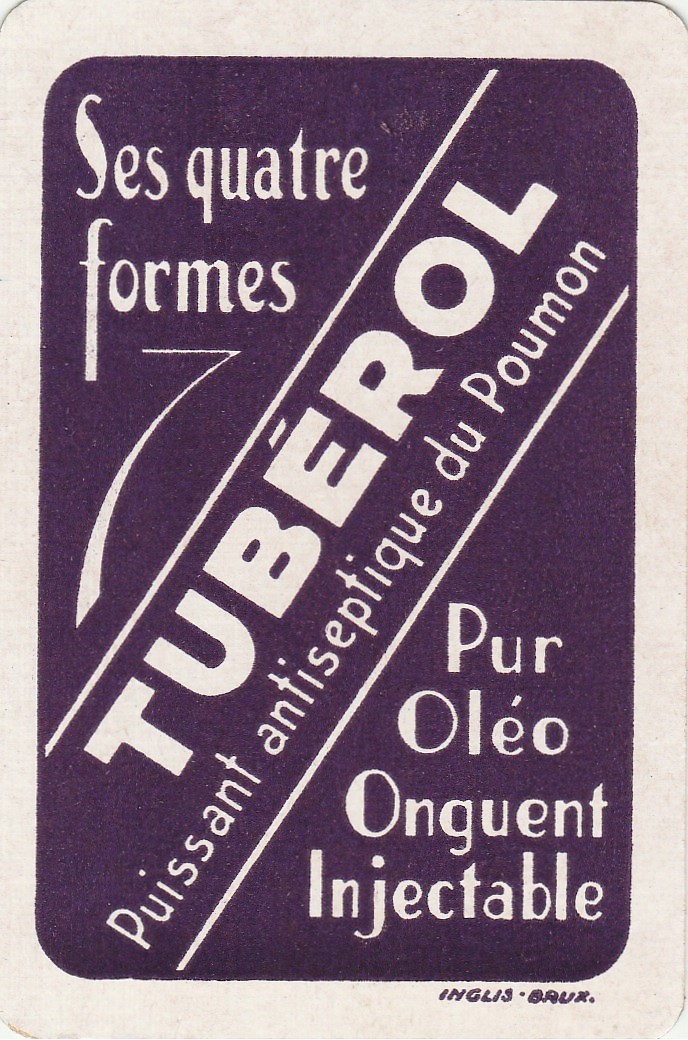 Ses quatre
formes
TUBÉROL
Puissant antiseptique du Poumon
Pur
Oléo
Onguent
Injectable
INGLIS - BRUX.